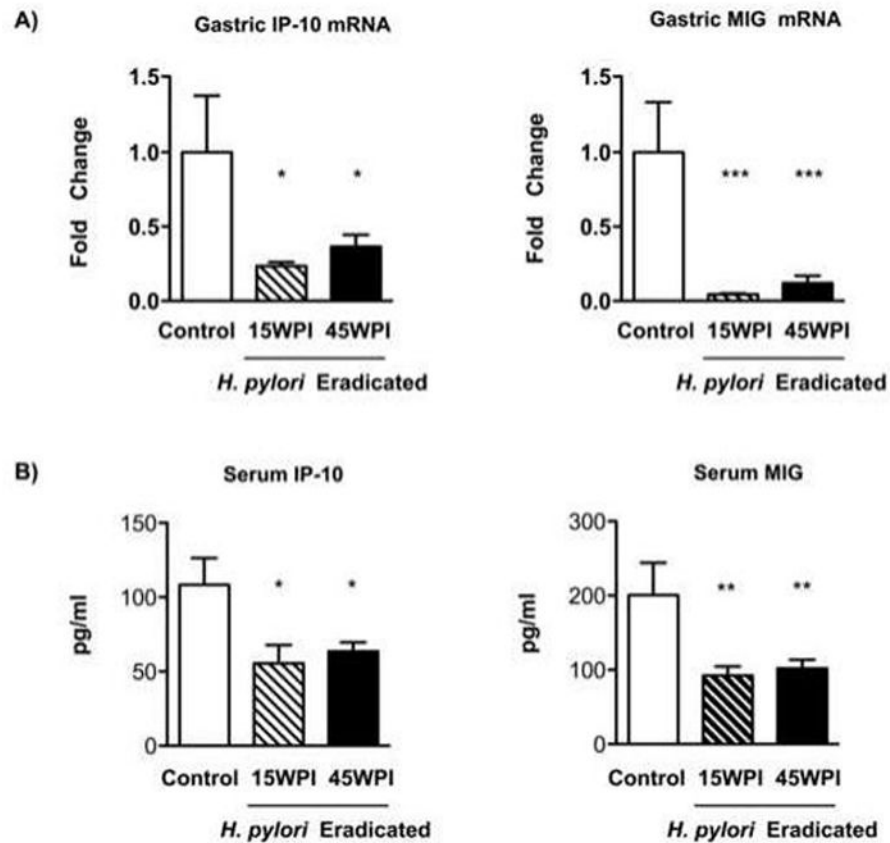 A)
Gastric IP-10 mRNA
Fold Change
1.5
1.0
0.5
0.0
*
*
Control 15WPI 45WPI
H. pylori Eradicated
Gastric MIG mRNA
Fold Change
1.5
1.0
0.5
0.0
***
***
Control 15WPI 45WPI
H. pylori Eradicated
B)
Serum IP-10
pg/ml
150
100
50
0
*
*
Control 15WPI 45WPI
H. pylori Eradicated
Serum MIG
pg/ml
300
200
100
0
**
**
Control 15WPI 45WPI
H. pylori Eradicated